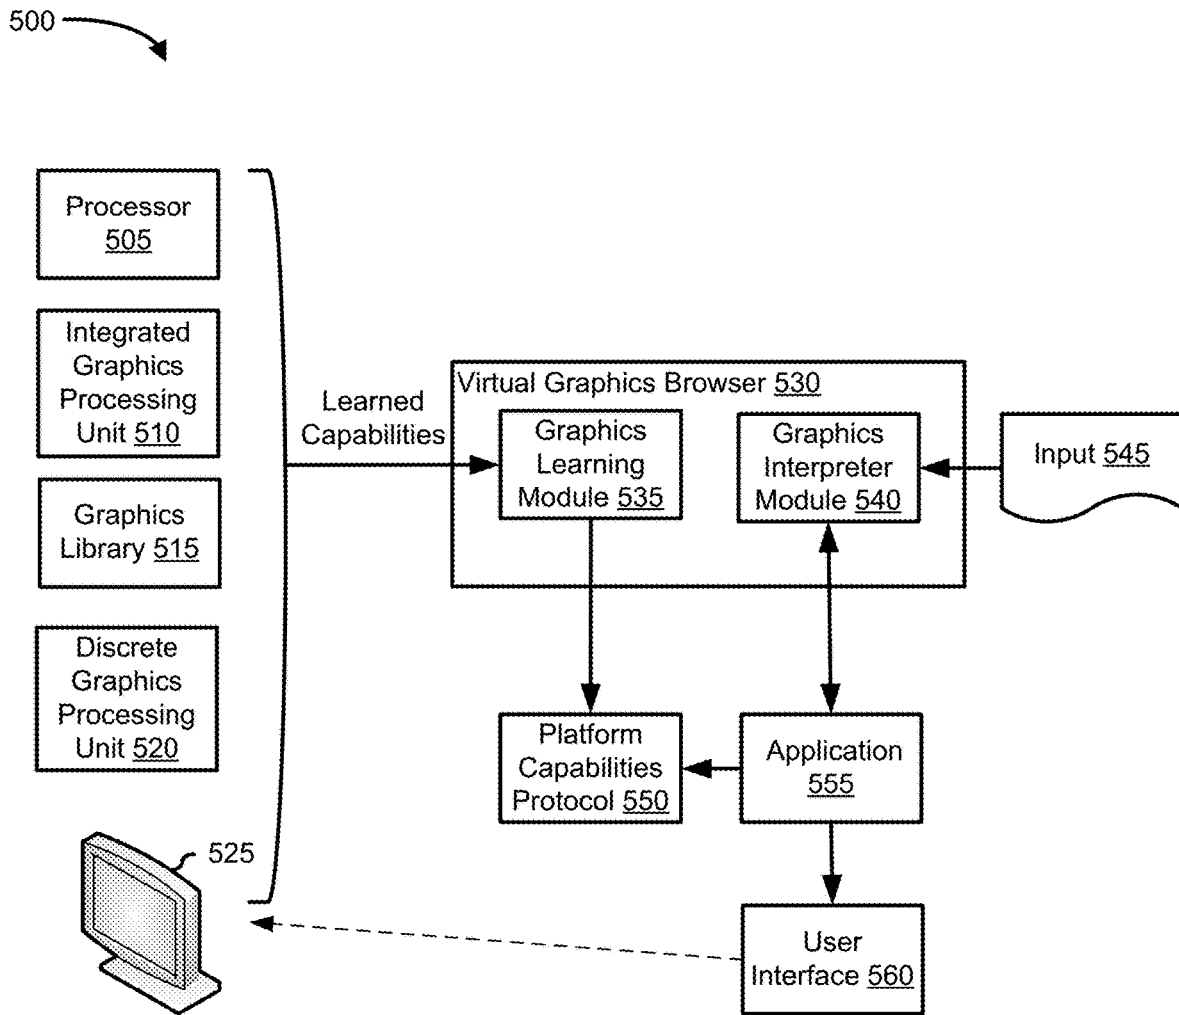 500
Processor
505
Integrated
Graphics
Processing
Unit 510
Graphics
Library 515
Discrete
Graphics
Processing
Unit 520
525
Learned
Capabilities
Virtual Graphics Browser 530
Graphics
Learning
Module 535
Graphics
Interpreter
Module 540
Input 545
Platform
Capabilities
Protocol 550
Application
555
User
Interface 560